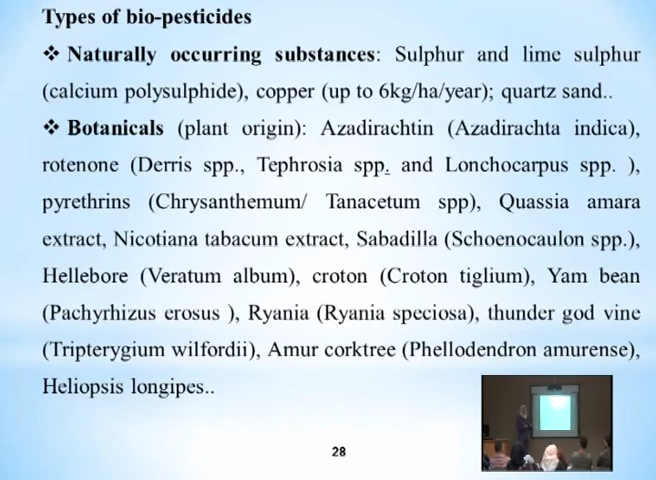 Types of bio-pesticides
❖ Naturally occurring substances: Sulphur and lime sulphur
(calcium polysulphide), copper (up to 6kg/ha/year); quartz sand..
❖ Botanicals (plant origin): Azadirachtin (Azadirachta indica),
rotenone (Derris spp., Tephrosia spp. and Lonchocarpus spp. ),
pyrethrins (Chrysanthemum/ Tanacetum spp), Quassia amara
extract, Nicotiana tabacum extract, Sabadilla (Schoenocaulon spp.),
Hellebore (Veratum album), croton (Croton tiglium), Yam bean
(Pachyrhizus erosus ), Ryania (Ryania speciosa), thunder god vine
(Tripterygium wilfordii), Amur corktree (Phellodendron amurense),
Heliopsis longipes..
28